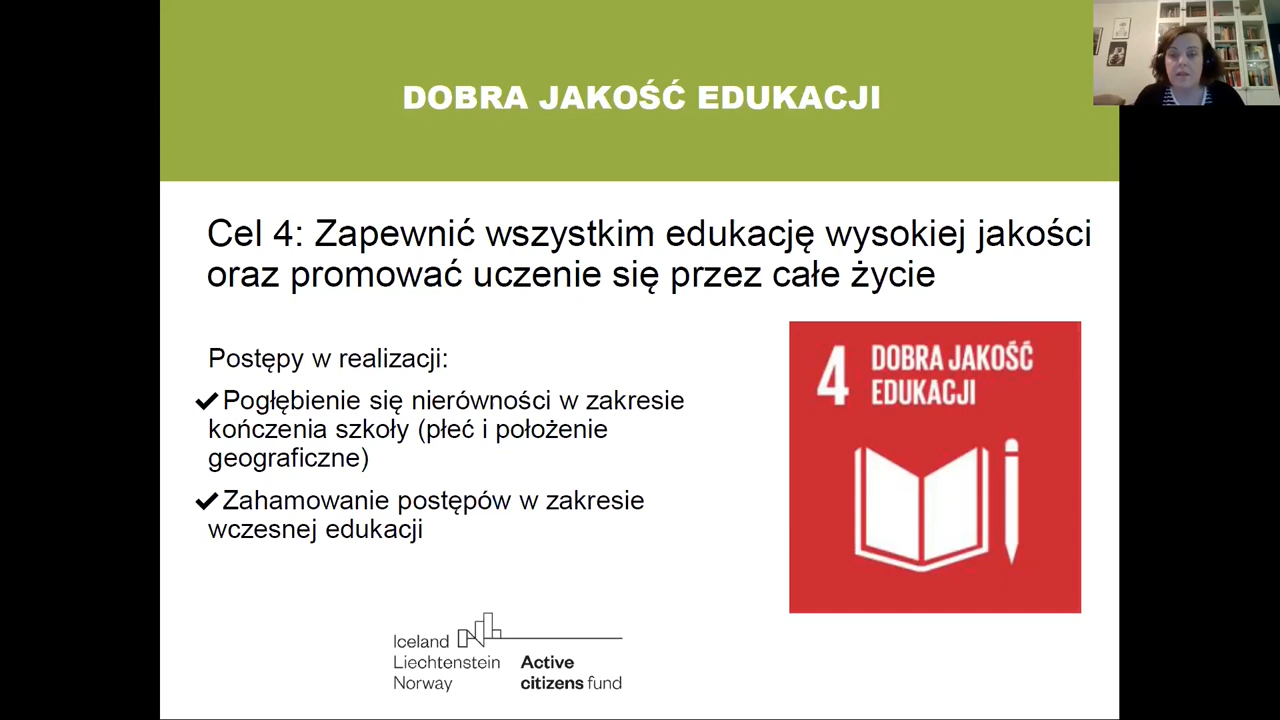 DOBRA JAKOŚĆ EDUKACJI
Cel 4: Zapewnić wszystkim edukację wysokiej jakości
oraz promować uczenie się przez całe życie
Postępy w realizacji:
✔Pogłębienie się nierówności w zakresie
kończenia szkoły (płeć i położenie
geograficzne)
✔Zahamowanie postępów w zakresie
wczesnej edukacji
4 DOBRA JAKOŚĆ
EDUKACJI
Iceland
Liechtenstein Active
Norway citizens fund